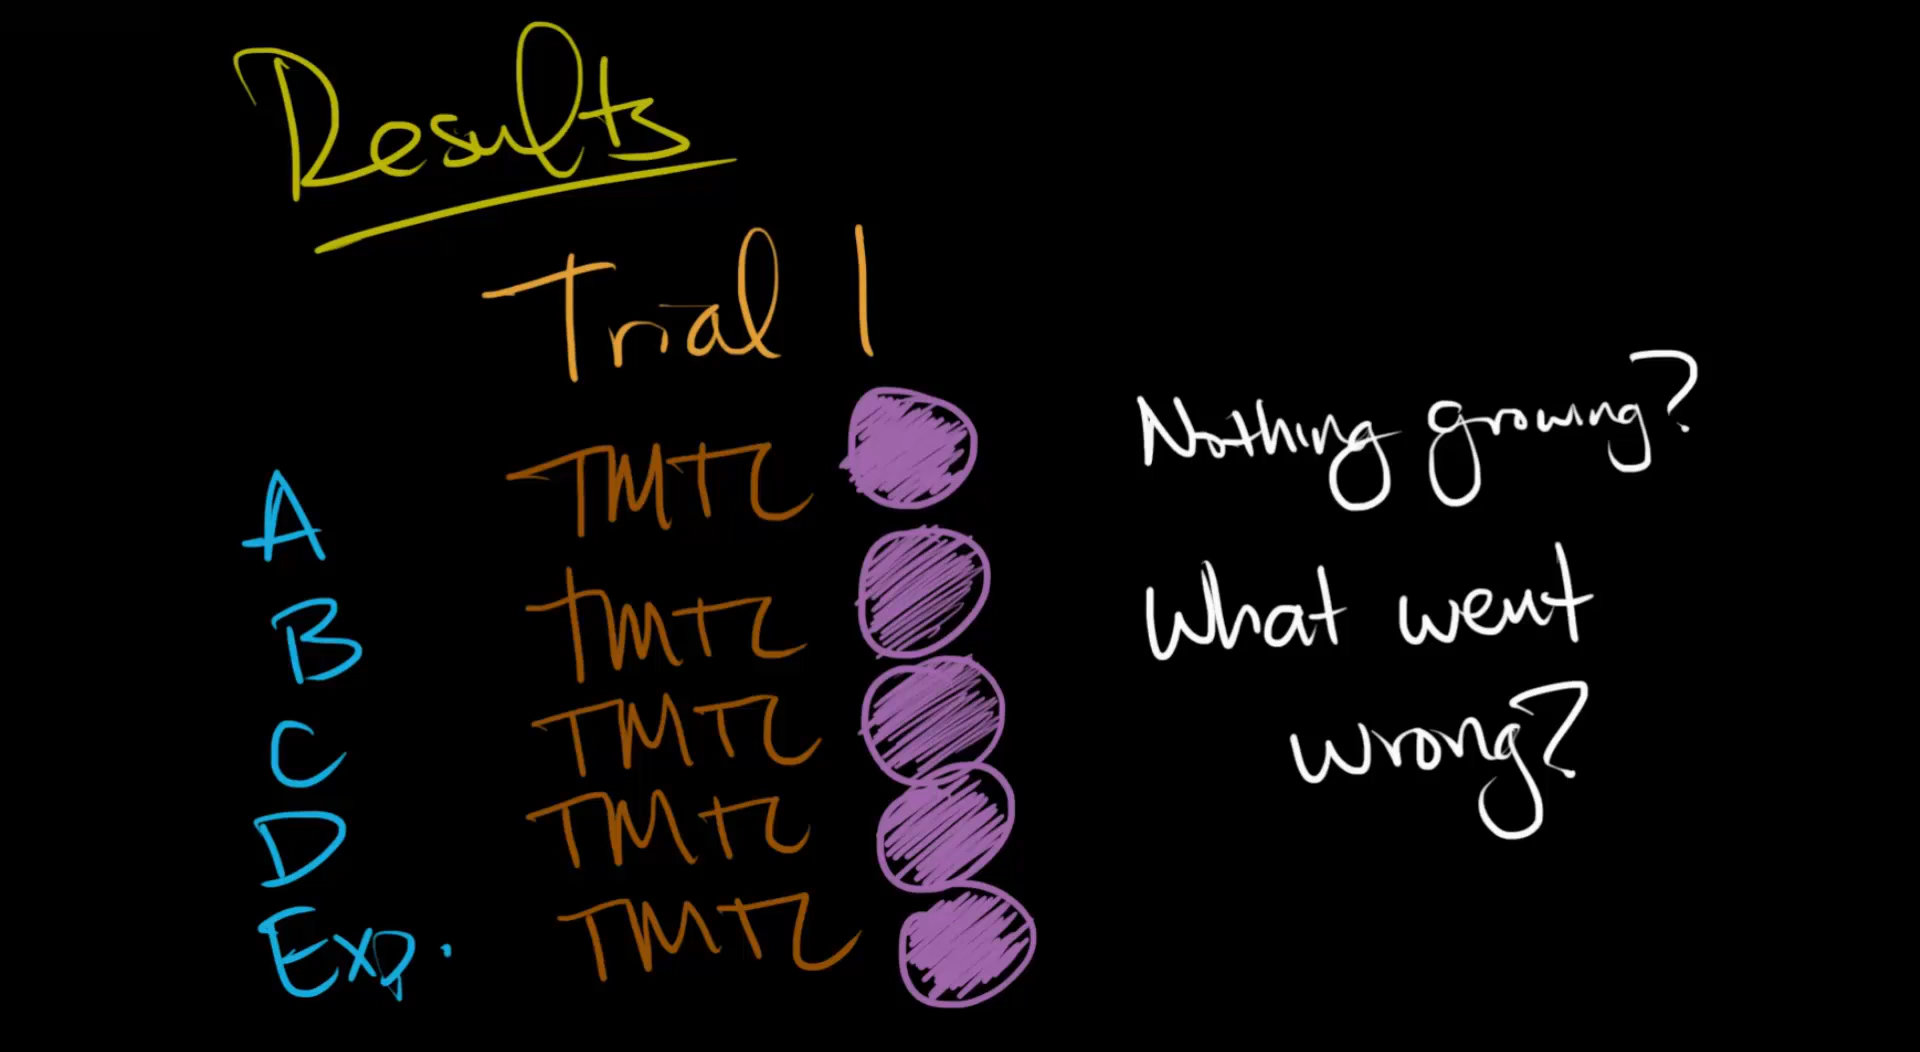 Results
Trial 1
A TMTC
B TMTC
C TMTC
D TMTC
Exp. TMTC
Nothing growing?
What went
wrong?